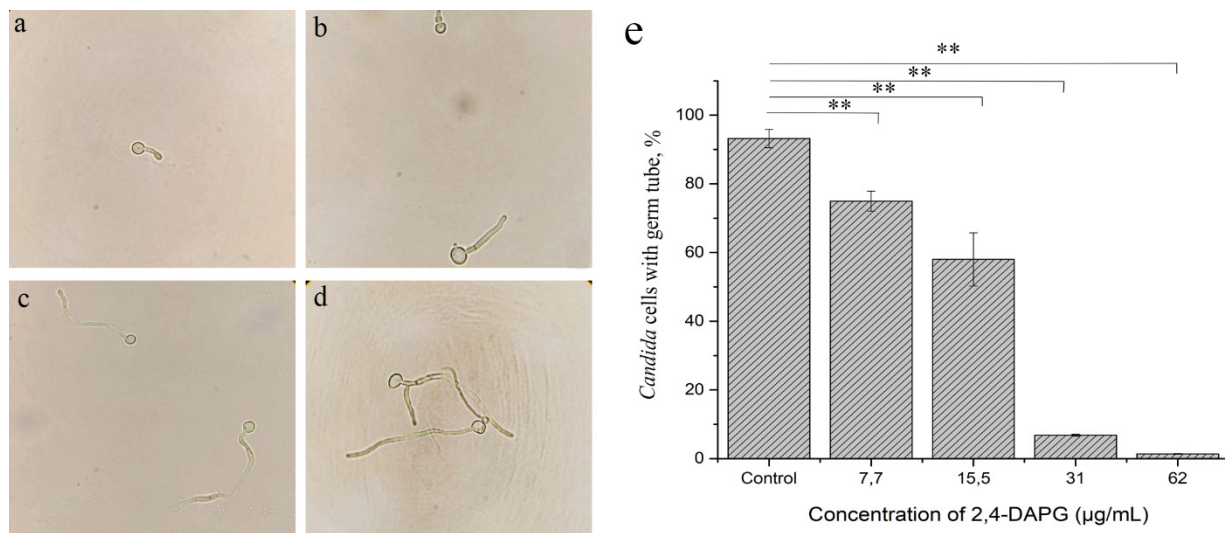 a
b
c
d
e
**
**
**
**
Candida cells with germ tube, %
100
80
60
40
20
0
Control 7,7 15,5 31 62
Concentration of 2,4-DAPG (µg/mL)